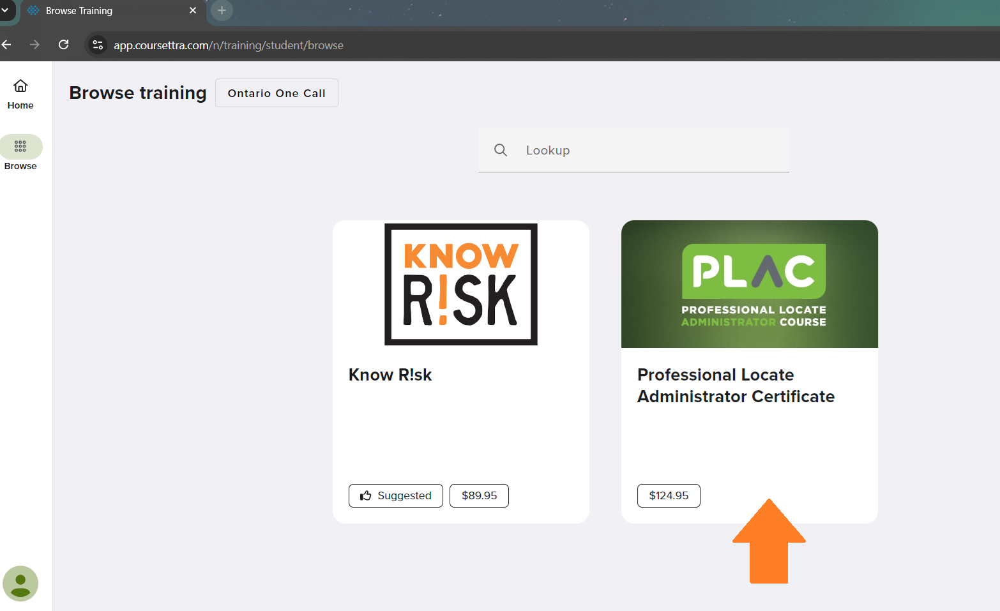 Browse Training
app.coursettra.com/n/training/student/browse
Home
Browse
Browse training
Ontario One Call
Lookup
KNOW
R!SK
Know R!sk
Suggested
$89.95
PLAC
PROFESSIONAL LOCATE
ADMINISTRATOR COURSE
Professional Locate
Administrator Certificate
$124.95